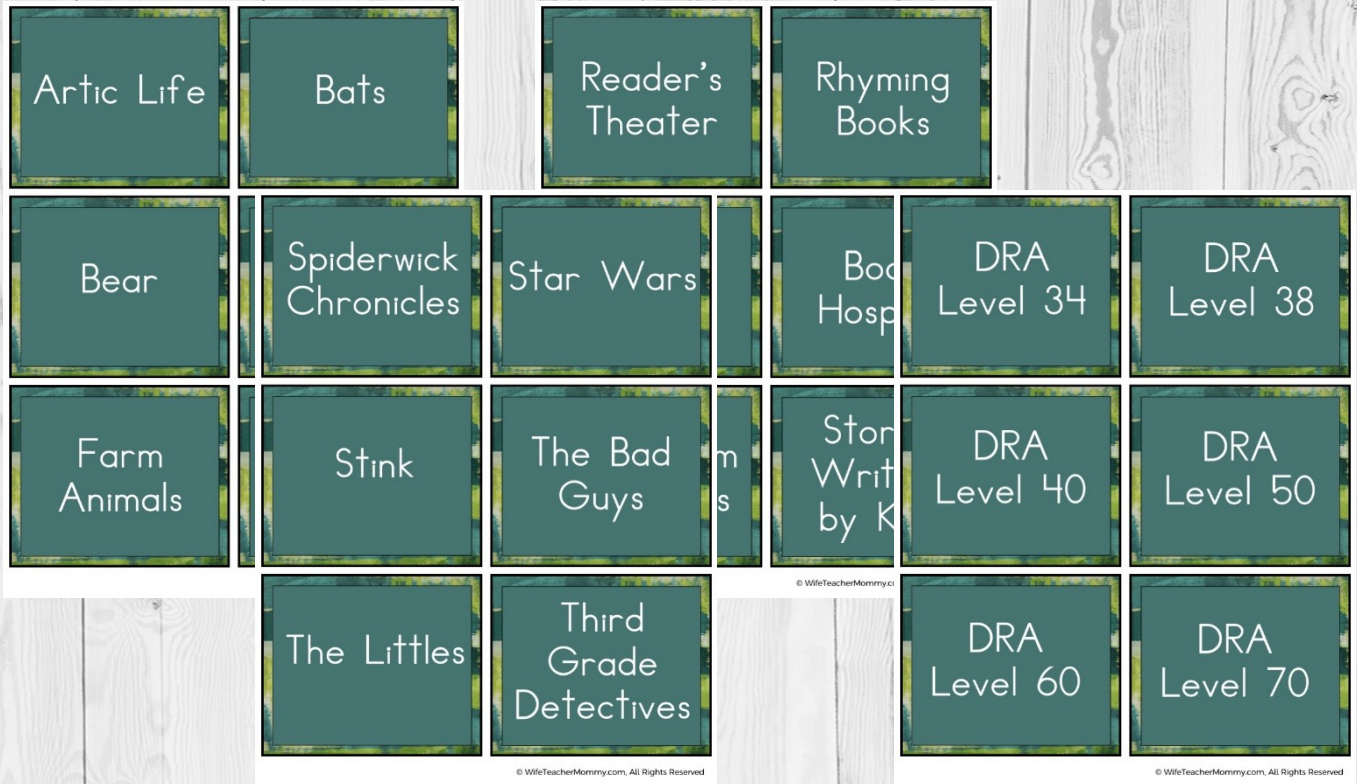 Artic Life
Bats
Reader's
Theater
Rhyming
Books
Bear
Spiderwick
Chronicles
Star Wars
DRA
Level 34
DRA
Level 38
Farm
Animals
Stink
The Bad
Guys
by
DRA
Level 40
DRA
Level 50
The Littles
Third
Grade
Detectives
DRA
Level 60
DRA
Level 70
© WifeTeacherMommy.com, All Rights Reserved
© WifeTeacherMommy.com, All Rights Reserved